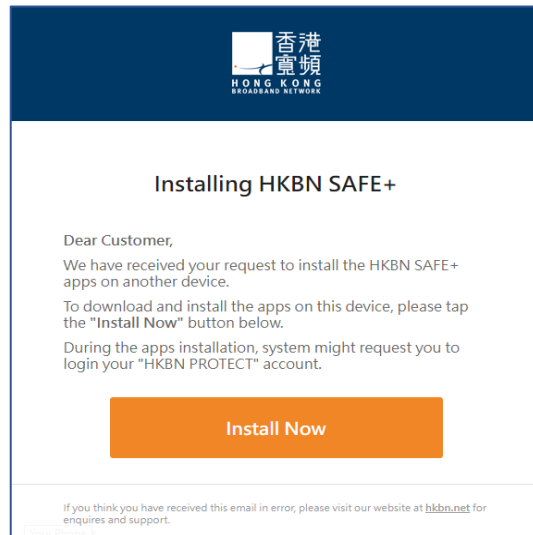 香港
寬頻
HONG KONG
BROADBAND NETWORK
Installing HKBN SAFE+
Dear Customer,
We have received your request to install the HKBN SAFE+
apps on another device.
To download and install the apps on this device, please tap
the "Install Now" button below.
During the apps installation, system might request you to
login your "HKBN PROTECT" account.
Install Now
If you think you have received this email in error, please visit our website at hkbn.net for
enquires and support.